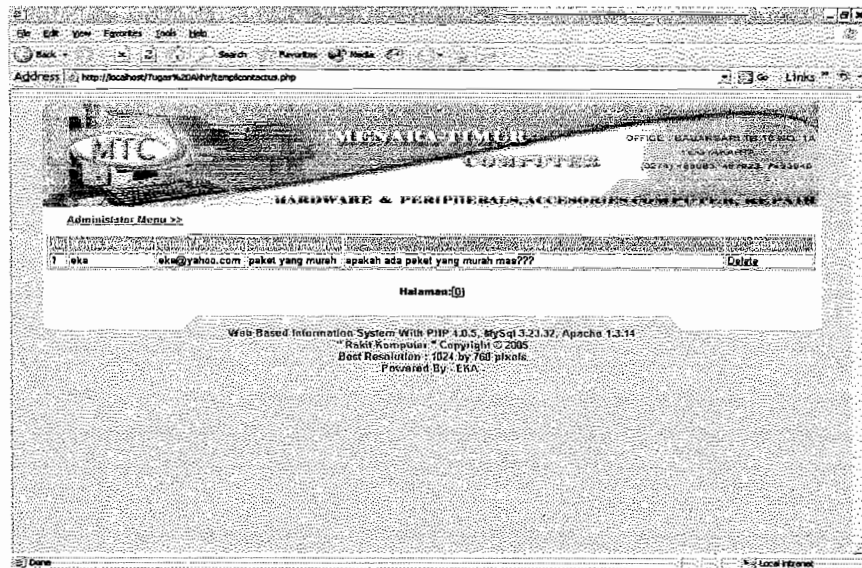 File Edit View Favorites Tools Help
Back Search Favorites Media
Address http://localhost/Tugas%20Akhir/tampilcontactus.php Go Links
MTC
MENARA TIMUR
COMPUTER
HARDWARE & PERIPHERALS, ACCESORIES COMPUTER, REPAIR
Administator Menu >>
1 eka eka@yahoo.com paket yang murah apakah ada paket yang murah mas??? Delete
Halaman:[0]
Web Based Information System With PHP 4.0.5, MySql 3.23.32, Apache 1.3.14
" Rakit Komputer " Copyright © 2005
Best Resolution : 1024 by 768 pixels
Powered By - EKA -
Done Local intranet